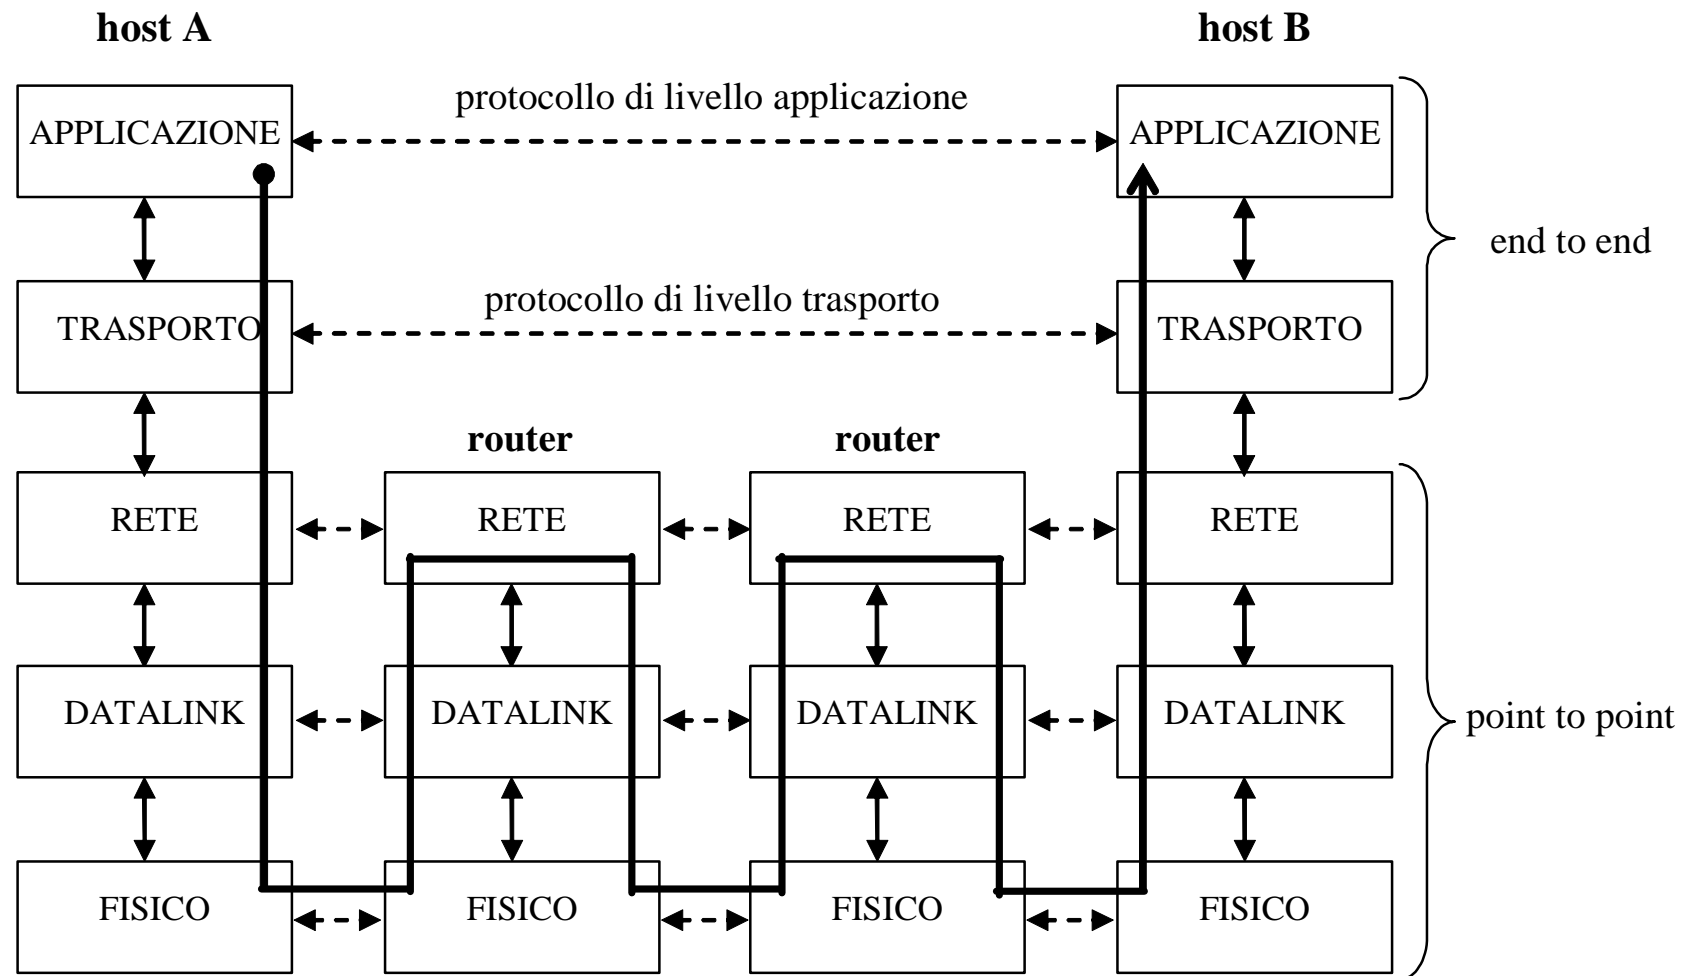 host A
host B
APPLICAZIONE
protocollo di livello applicazione
APPLICAZIONE
end to end
TRASPORTO
protocollo di livello trasporto
TRASPORTO
router
router
RETE
RETE
RETE
RETE
DATALINK
DATALINK
DATALINK
DATALINK
point to point
FISICO
FISICO
FISICO
FISICO